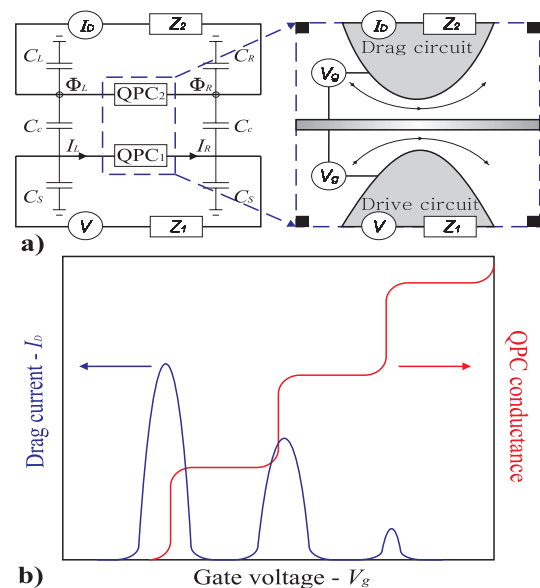 I_D Z_2
C_L C_R
Φ_L QPC_2 Φ_R
C_c C_c
I_L QPC_1 I_R
C_S C_S
V Z_1
a)
I_D Z_2
Drag circuit
V_g
V_g
Drive circuit
V Z_1
Drag current - I_D
QPC conductance
b)
Gate voltage - V_g